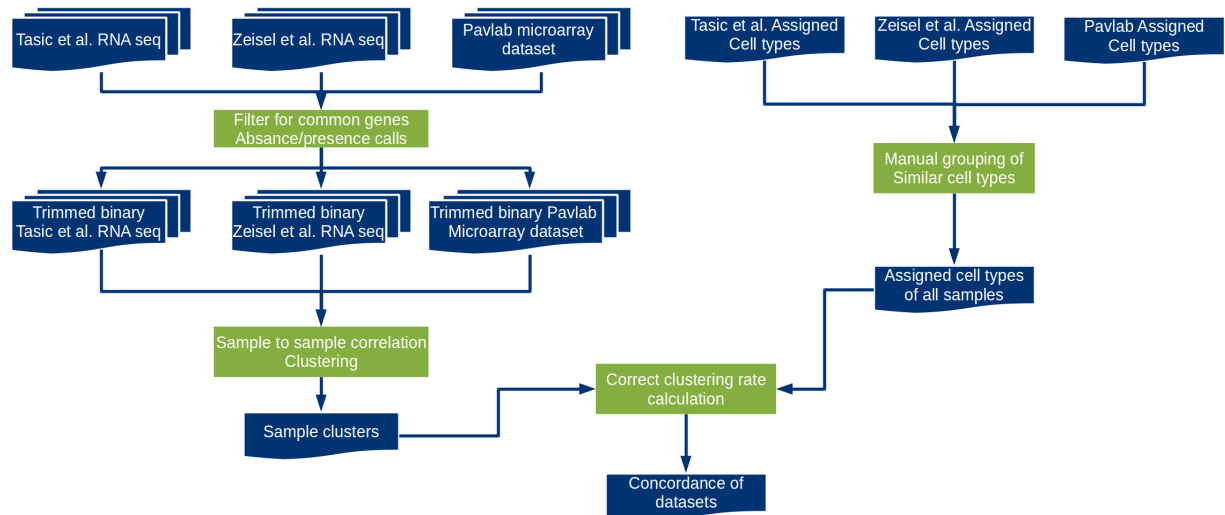 Tasic et al. RNA seq
Zeisel et al. RNA seq
Pavlab microarray
dataset
Tasic et al. Assigned
Cell types
Zeisel et al. Assigned
Cell types
Pavlab Assigned
Cell types
Filter for common genes
Absance/presence calls
Manual grouping of
Similar cell types
Trimmed binary
Tasic et al. RNA seq
Trimmed binary
Zeisel et al. RNA seq
Trimmed binary Pavlab
Microarray dataset
Assigned cell types
of all samples
Sample to sample correlation
Clustering
Correct clustering rate
calculation
Sample clusters
Concordance of
datasets